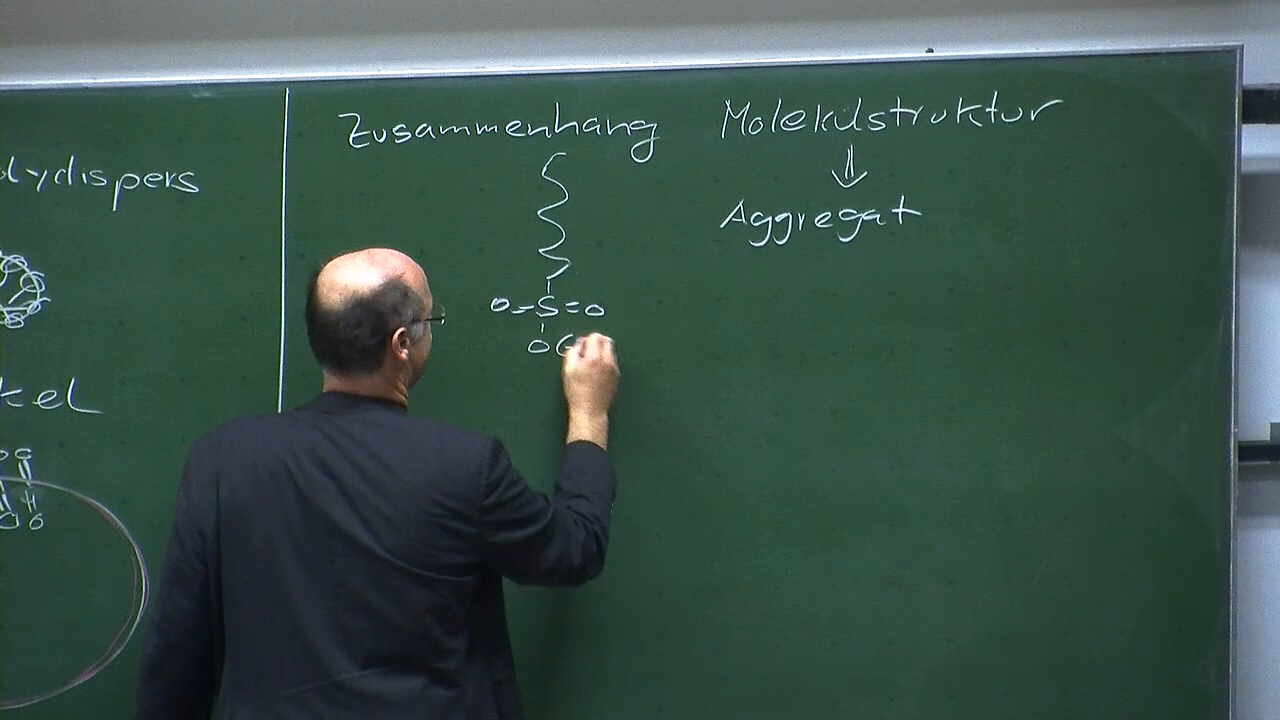 lydispers
kel
Zusammenhang Molekülstruktur
⇓
Aggregat
O=S=O
O